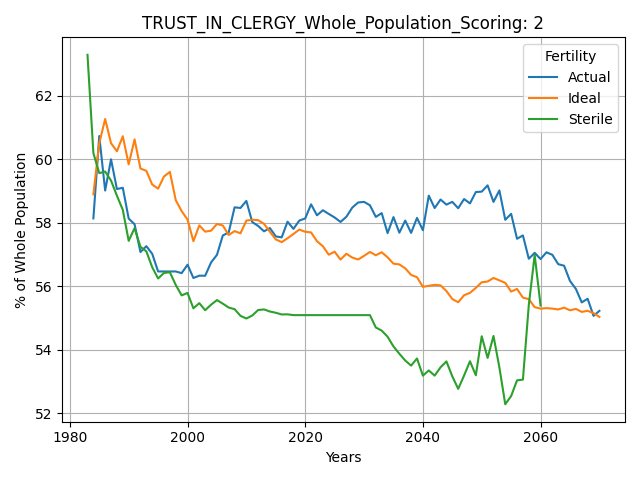 TRUST_IN_CLERGY_Whole_Population_Scoring: 2
Fertility
Actual
Ideal
Sterile
% of Whole Population
62
60
58
56
54
52
1980
2000
2020
2040
2060
Years